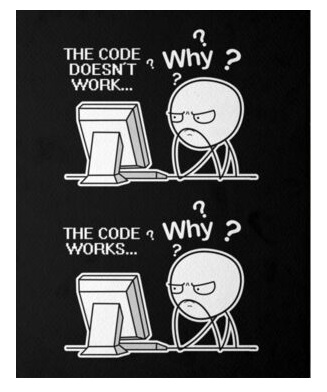 THE CODE
DOESN'T
WORK...
? Why ?
?
?
THE CODE
WORKS...
? Why ?
?
?